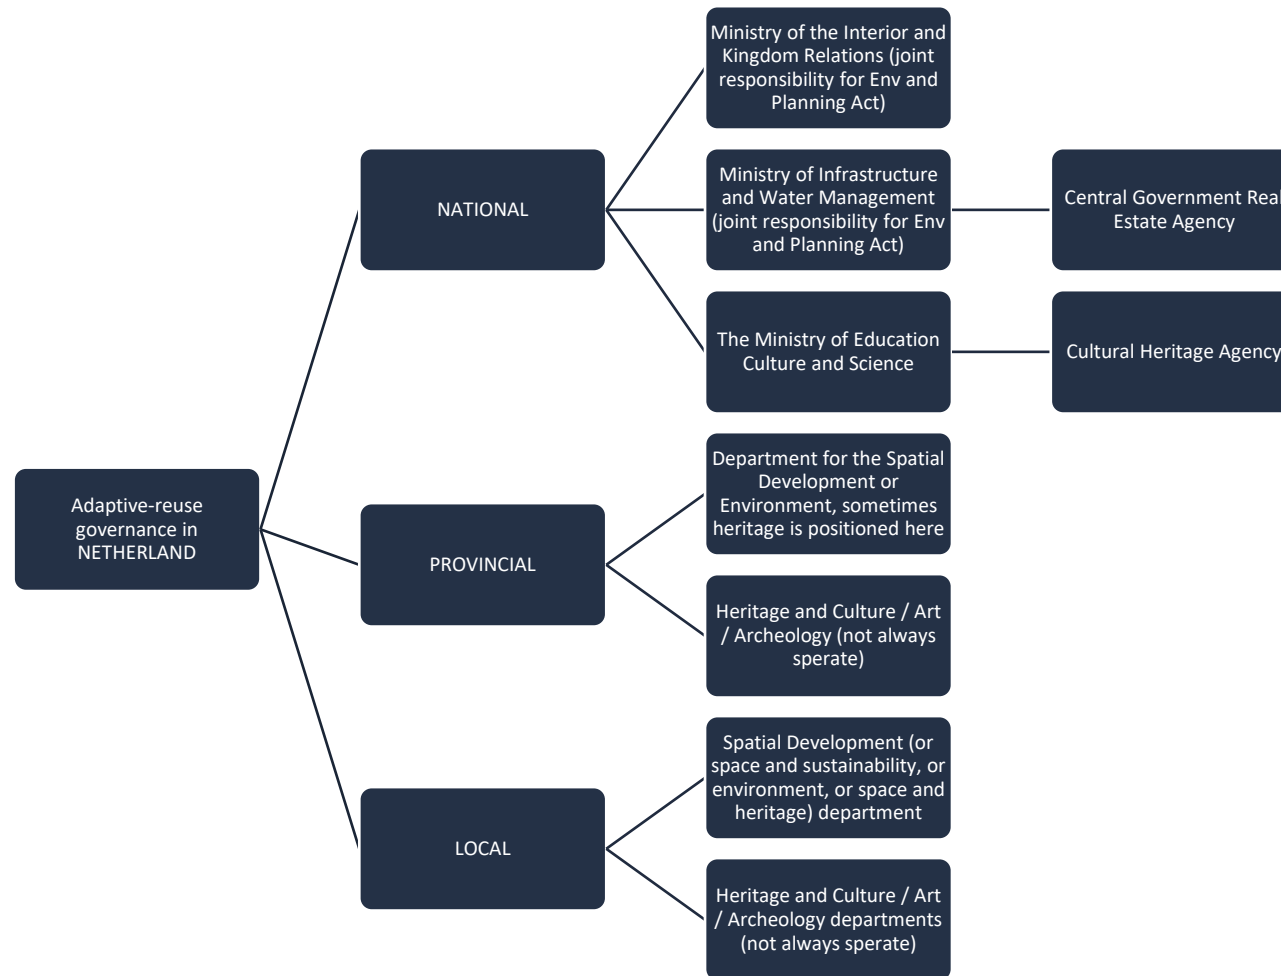 Ministry of the Interior and
Kingdom Relations (joint
responsibility for Env and
Planning Act)
NATIONAL
Ministry of Infrastructure
and Water Management
(joint responsibility for Env
and Planning Act)
Central Government Real
Estate Agency
The Ministry of Education
Culture and Science
Cultural Heritage Agency
Adaptive-reuse
governance in
NETHERLAND
PROVINCIAL
Department for the Spatial
Development or
Environment, sometimes
heritage is positioned here
Heritage and Culture / Art
/ Archeology (not always
sperate)
LOCAL
Spatial Development (or
space and sustainability, or
environment, or space and
heritage) department
Heritage and Culture / Art
/ Archeology departments
(not always sperate)